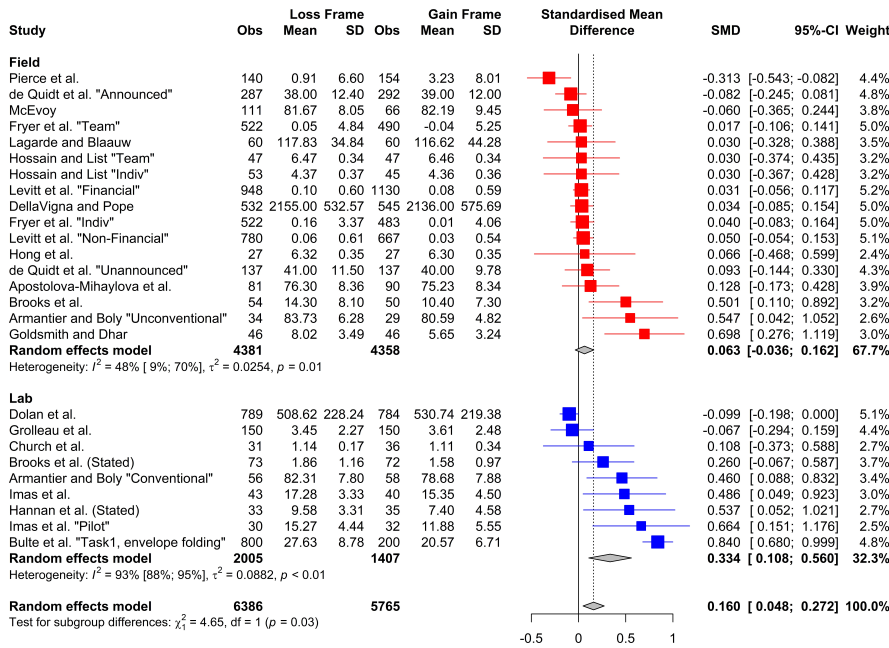 Loss Frame Gain Frame Standardised Mean
Study Obs Mean SD Obs Mean SD Difference SMD 95%-CI Weight
Field
Pierce et al. 140 0.91 6.60 154 3.23 8.01 -0.313 [-0.543; -0.082] 4.4%
de Quidt et al. "Announced" 287 38.00 12.40 292 39.00 12.00 -0.082 [-0.245; 0.081] 4.8%
McEvoy 111 81.67 8.05 66 82.19 9.45 -0.060 [-0.365; 0.244] 3.8%
Fryer et al. "Team" 522 0.05 4.84 490 -0.04 5.25 0.017 [-0.106; 0.141] 5.0%
Lagarde and Blaauw 60 117.83 34.84 60 116.62 44.28 0.030 [-0.328; 0.388] 3.5%
Hossain and List "Team" 47 6.47 0.34 47 6.46 0.34 0.030 [-0.374; 0.435] 3.2%
Hossain and List "Indiv" 53 4.37 0.37 45 4.36 0.36 0.030 [-0.367; 0.428] 3.2%
Levitt et al. "Financial" 948 0.10 0.60 1130 0.08 0.59 0.031 [-0.056; 0.117] 5.2%
DellaVigna and Pope 532 2155.00 532.57 545 2136.00 575.69 0.034 [-0.085; 0.154] 5.0%
Fryer et al. "Indiv" 522 0.16 3.37 483 0.01 4.06 0.040 [-0.083; 0.164] 5.0%
Levitt et al. "Non-Financial" 780 0.06 0.61 667 0.03 0.54 0.050 [-0.054; 0.153] 5.1%
Hong et al. 27 6.32 0.35 27 6.30 0.35 0.066 [-0.468; 0.599] 2.4%
de Quidt et al. "Unannounced" 137 41.00 11.50 137 40.00 9.78 0.093 [-0.144; 0.330] 4.3%
Apostolova-Mihaylova et al. 81 76.30 8.36 90 75.23 8.34 0.128 [-0.173; 0.428] 3.9%
Brooks et al. 54 14.30 8.10 50 10.40 7.30 0.501 [ 0.110; 0.892] 3.2%
Armantier and Boly "Unconventional" 34 83.73 6.28 29 80.59 4.82 0.547 [ 0.042; 1.052] 2.6%
Goldsmith and Dhar 46 8.02 3.49 46 5.65 3.24 0.698 [ 0.276; 1.119] 3.0%
Random effects model 4381 4358 0.063 [-0.036; 0.162] 67.7%
Heterogeneity: I² = 48% [ 9%; 70%], τ² = 0.0254, p = 0.01
Lab
Dolan et al. 789 508.62 228.24 784 530.74 219.38 -0.099 [-0.198; 0.000] 5.1%
Grolleau et al. 150 3.45 2.27 150 3.61 2.48 -0.067 [-0.294; 0.159] 4.4%
Church et al. 31 1.14 0.17 36 1.11 0.34 0.108 [-0.373; 0.588] 2.7%
Brooks et al. (Stated) 73 1.86 1.16 72 1.58 0.97 0.260 [-0.067; 0.587] 3.7%
Armantier and Boly "Conventional" 56 82.31 7.80 58 78.68 7.88 0.460 [ 0.088; 0.832] 3.4%
Imas et al. 43 17.28 3.33 40 15.35 4.50 0.486 [ 0.049; 0.923] 2.9%
Hannan et al. (Stated) 33 9.58 3.31 35 7.40 4.58 0.537 [ 0.052; 1.021] 2.7%
Imas et al. "Pilot" 30 15.27 4.44 32 11.88 5.55 0.664 [ 0.151; 1.176] 2.5%
Bulte et al. "Task1, envelope folding" 800 27.63 8.78 200 20.57 6.71 0.840 [ 0.680; 0.999] 4.8%
Random effects model 2005 1407 0.334 [ 0.108; 0.560] 32.3%
Heterogeneity: I² = 93% [88%; 95%], τ² = 0.0882, p < 0.01
Random effects model 6386 5765 0.160 [ 0.048; 0.272] 100.0%
Test for subgroup differences: χ₁² = 4.65, df = 1 (p = 0.03)
-0.5 0 0.5 1